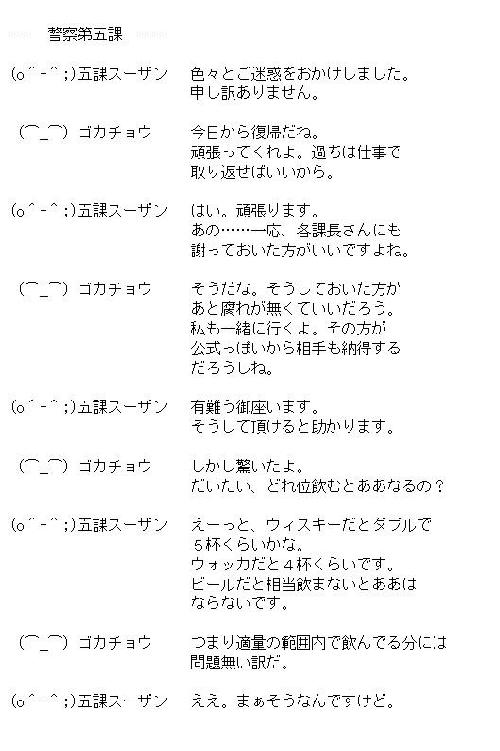 警察第五課
(o＾-＾;)五課スーザン　色々とご迷惑をおかけしました。
申し訳ありません。
(⌒_⌒) ゴカチョウ　今日から復帰だね。
頑張ってくれよ。過ちは仕事で
取り返せばいいから。
(o＾-＾;)五課スーザン　はい。頑張ります。
あの……一応、各課長さんにも
謝っておいた方がいいですよね。
(⌒_⌒) ゴカチョウ　そうだな。そうしておいた方が
あと腐れが無くていいだろう。
私も一緒に行くよ。その方が
公式っぽいから相手も納得する
だろうしね。
(o＾-＾;)五課スーザン　有難う御座います。
そうして頂けると助かります。
(⌒_⌒) ゴカチョウ　しかし驚いたよ。
だいたい、どれ位飲むとああなるの？
(o＾-＾;)五課スーザン　えーっと、ウィスキーだとダブルで
５杯くらいかな。
ウォッカだと４杯くらいです。
ビールだと相当飲まないとああは
ならないです。
(⌒_⌒) ゴカチョウ　つまり適量の範囲内で飲んでる分には
問題無い訳だ。
(o＾ ＾;)五課スーザン　ええ。まぁそうなんですけど。